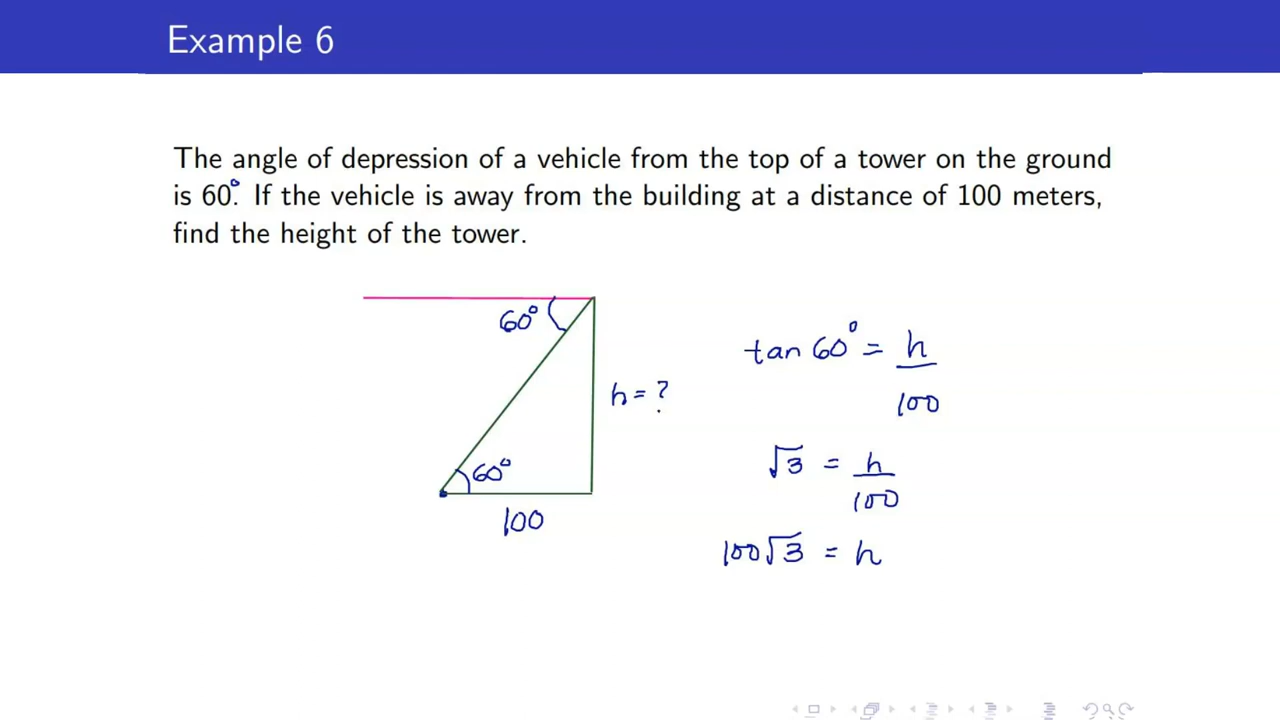 Example 6
The angle of depression of a vehicle from the top of a tower on the ground
is 60°. If the vehicle is away from the building at a distance of 100 meters,
find the height of the tower.
60°
h = ?
60°
100
tan 60° = h/100
√3 = h/100
100√3 = h